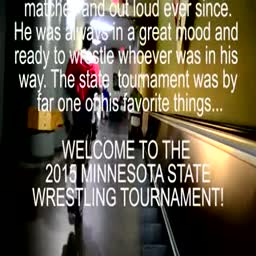 matches and out loud ever since.
He was always in a great mood and
ready to wrestle whoever was in his
way. The state tournament was by
far one of his favorite things...
WELCOME TO THE
2015 MINNESOTA STATE
WRESTLING TOURNAMENT!